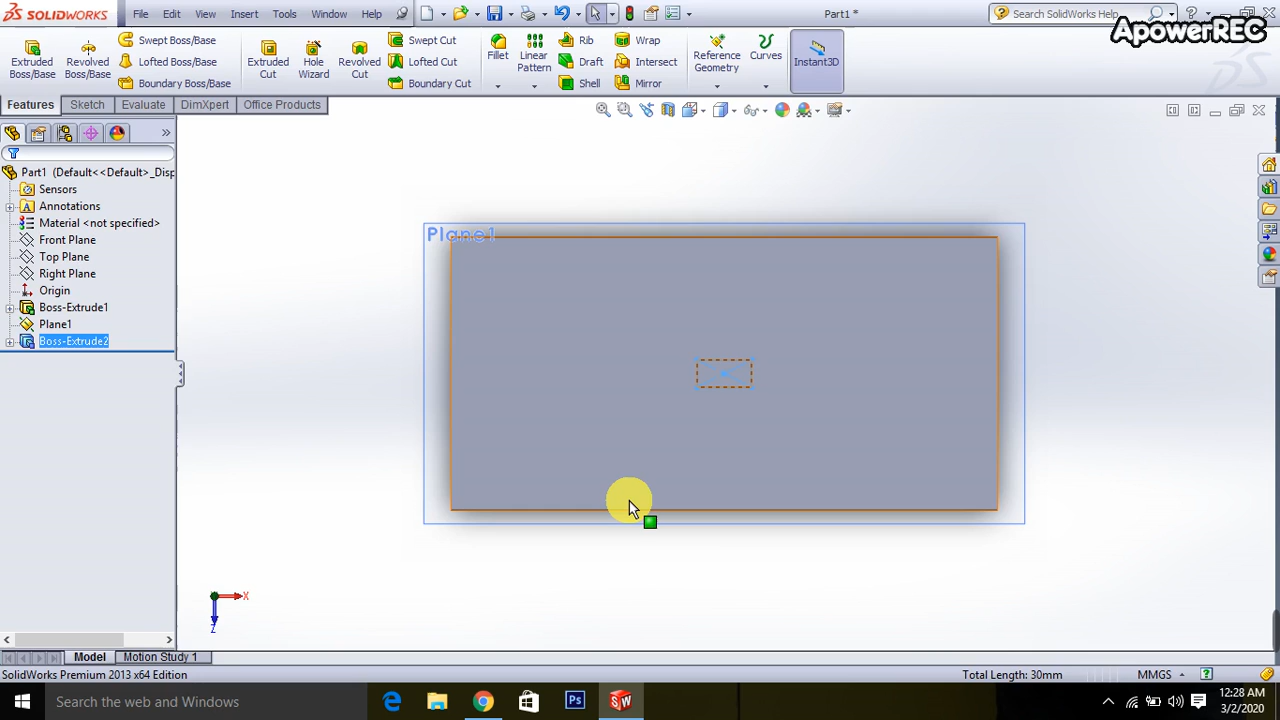 SOLIDWORKS File Edit View Insert Tools Window Help Part1 * Search SolidWorks Help
ApowerREC
Extruded Boss/Base Revolved Boss/Base Swept Boss/Base Lofted Boss/Base Boundary Boss/Base Extruded Cut Hole Wizard Revolved Cut Swept Cut Lofted Cut Boundary Cut Fillet Linear Pattern Rib Draft Shell Wrap Intersect Mirror Reference Geometry Curves Instant3D
Features Sketch Evaluate DimXpert Office Products
Part1 (Default<<Default>_Disp
Sensors
Annotations
Material <not specified>
Front Plane
Top Plane
Right Plane
Origin
Boss-Extrude1
Plane1
Boss-Extrude2
Plane1
X
Z
Model Motion Study 1
SolidWorks Premium 2013 x64 Edition Total Length: 30mm MMGS
Search the web and Windows
12:28 AM
3/2/2020